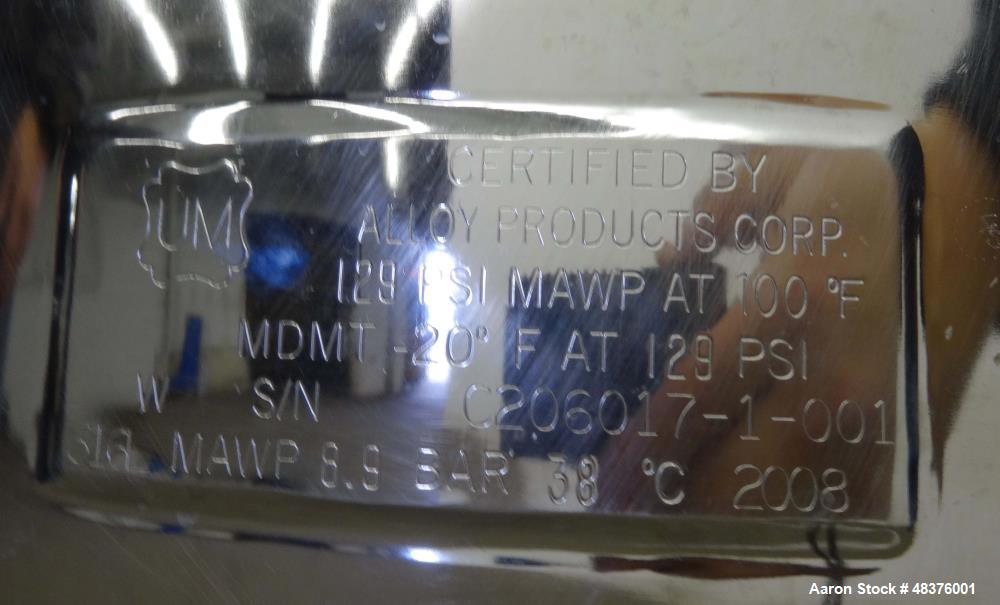 UM
CERTIFIED BY
ALLOY PRODUCTS CORP.
129 PSI MAWP AT 100 °F
MDMT -20° F AT 129 PSI
W S/N C206017-1-001
316 MAWP 8.9 BAR 38 °C 2008
Aaron Stock # 48376001